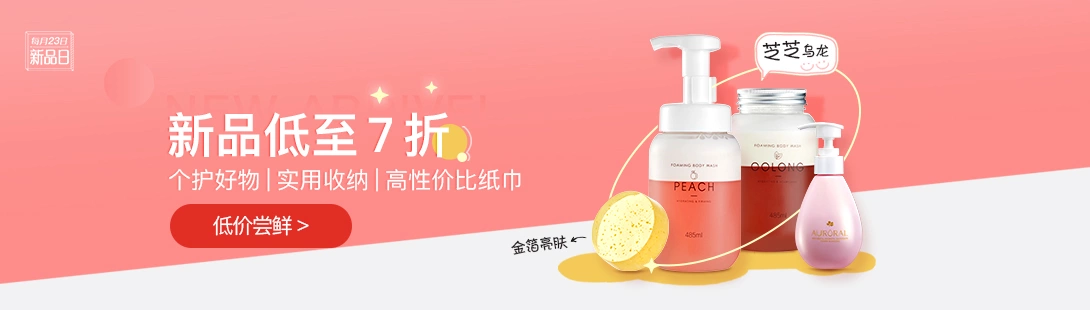 每月23日
新品日
新品低至7折
个护好物|实用收纳|高性价比纸巾
低价尝鲜 >
芝芝乌龙
FOAMING BODY WASH
PEACH
485ml
FOAMING BODY WASH
OOLONG
485ml
AURORAL
金箔亮肤